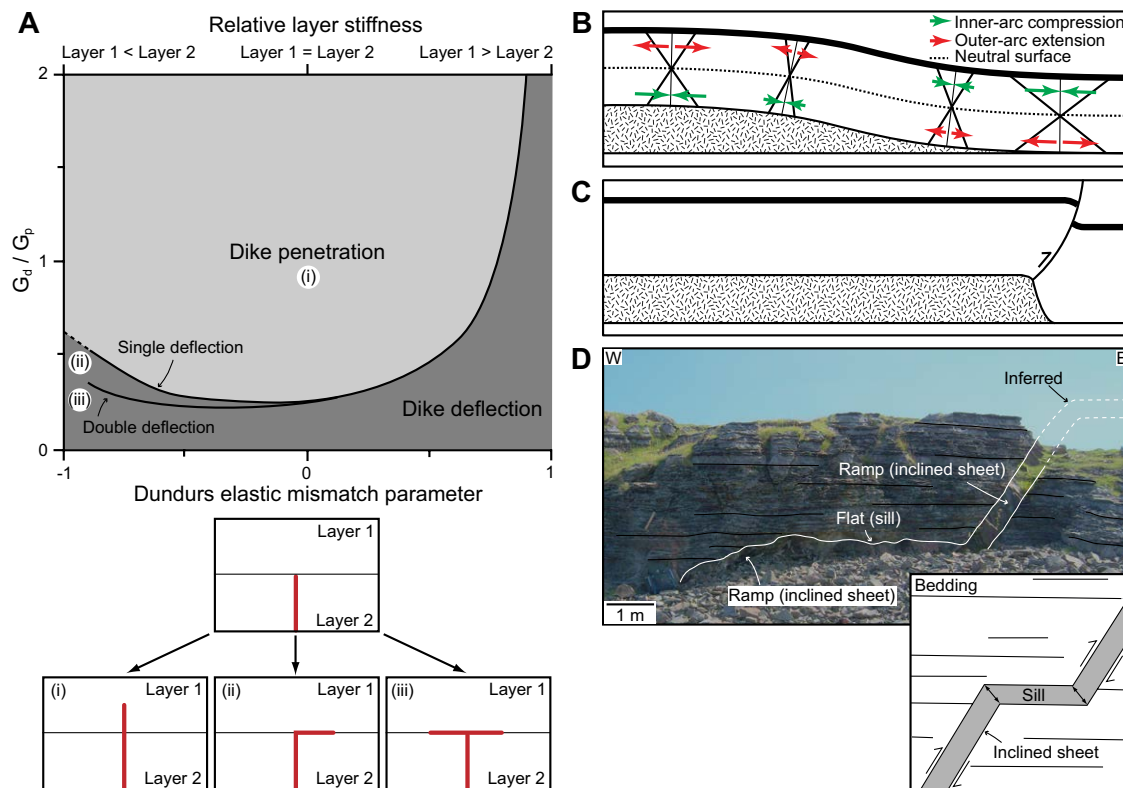 A
Relative layer stiffness
Layer 1 < Layer 2
Layer 1 = Layer 2
Layer 1 > Layer 2
2
1
0
G_d / G_p
Dike penetration
(i)
Single deflection
(ii)
(iii)
Double deflection
Dike deflection
-1
0
1
Dundurs elastic mismatch parameter
Layer 1
Layer 2
(i)
Layer 1
Layer 2
(ii)
Layer 1
Layer 2
(iii)
Layer 1
Layer 2
B
Inner-arc compression
Outer-arc extension
Neutral surface
C
D
W
E
Inferred
Ramp (inclined sheet)
Flat (sill)
Ramp (inclined sheet)
1 m
Bedding
Sill
Inclined sheet